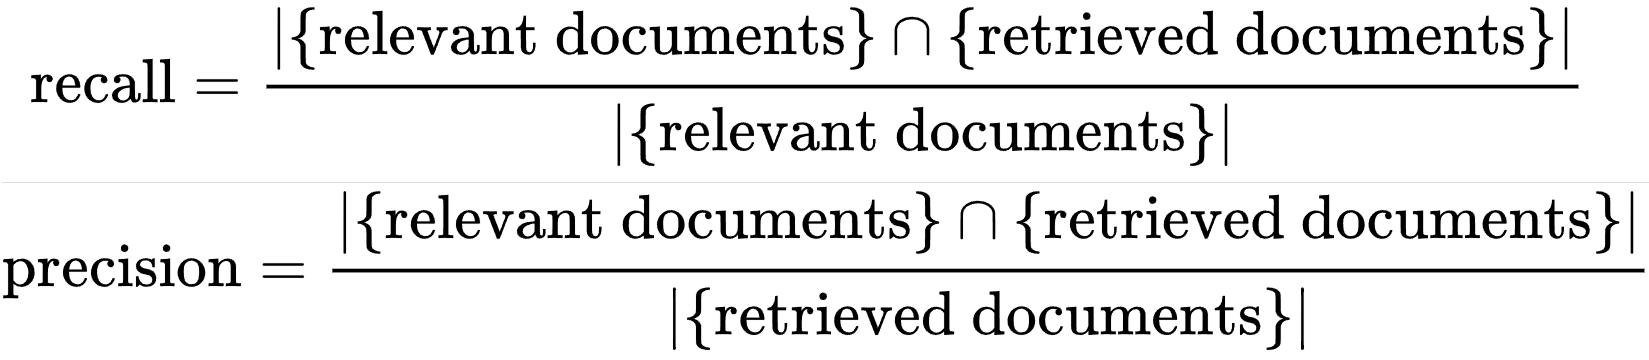 recall = |{relevant documents} ∩ {retrieved documents}| / |{relevant documents}|
precision = |{relevant documents} ∩ {retrieved documents}| / |{retrieved documents}|